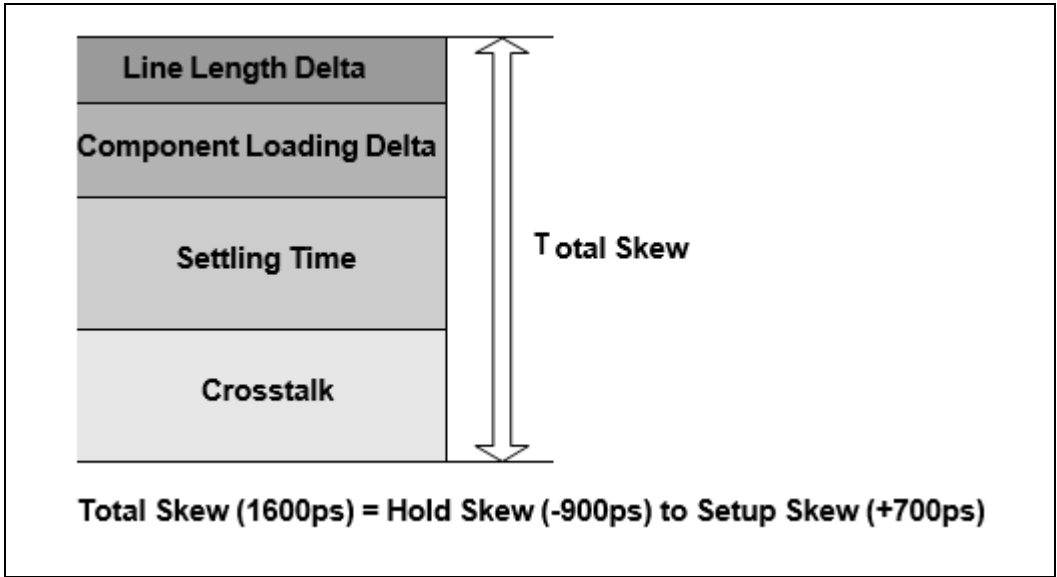 Line Length Delta
Component Loading Delta
Settling Time
Total Skew
Crosstalk
Total Skew (1600ps) = Hold Skew (-900ps) to Setup Skew (+700ps)